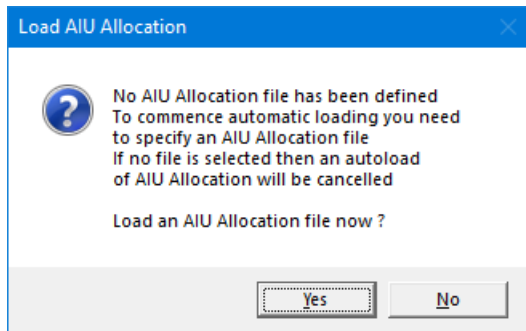 Load AIU Allocation
No AIU Allocation file has been defined
To commence automatic loading you need
to specify an AIU Allocation file
If no file is selected then an autoload
of AIU Allocation will be cancelled
Load an AIU Allocation file now ?
Yes
No